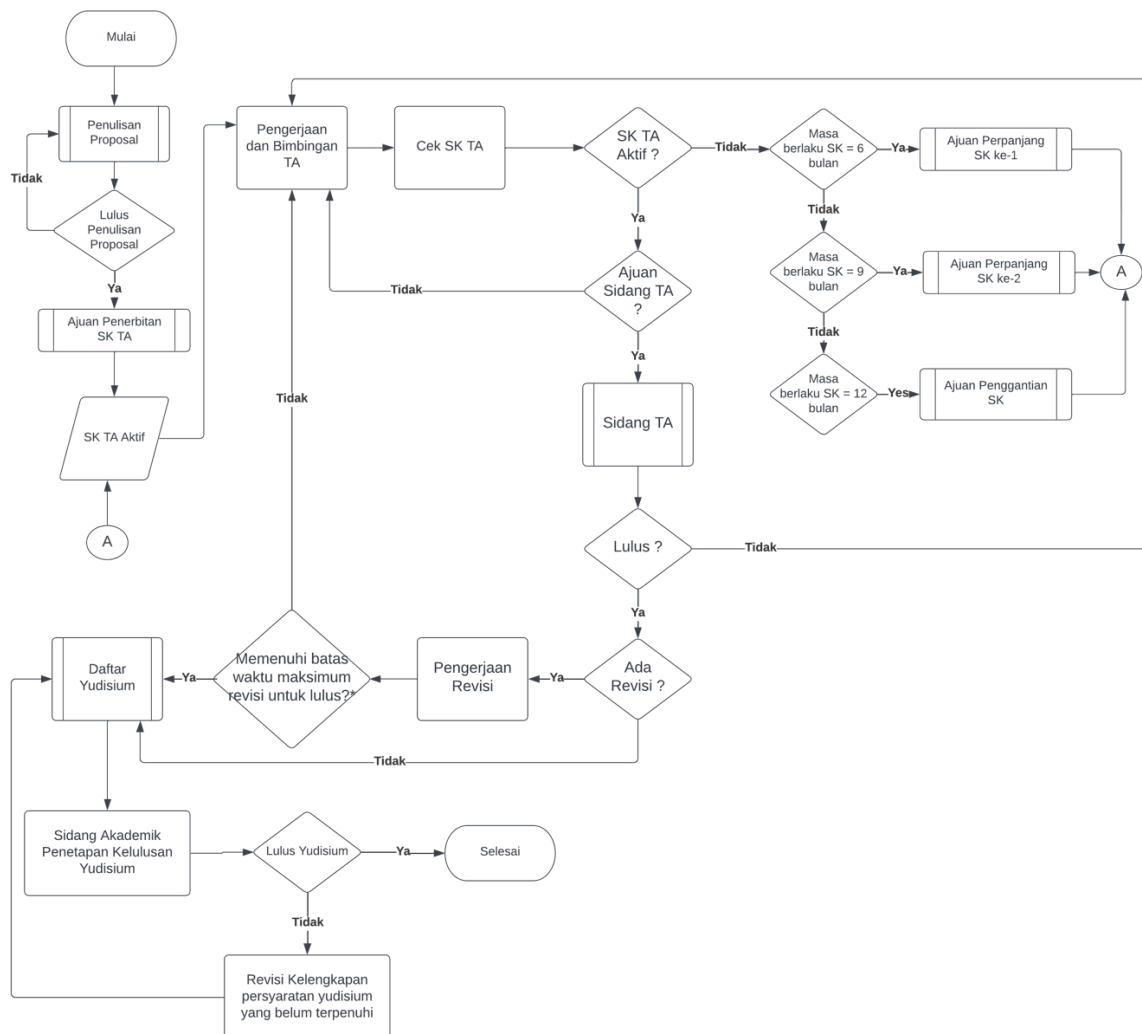 Mulai
Penulisan
Proposal
Tidak
Lulus
Penulisan
Proposal
Ya
Ajuan Penerbitan
SK TA
SK TA Aktif
A
Pengerjaan
dan Bimbingan
TA
Cek SK TA
SK TA
Aktif ?
Tidak
Masa
berlaku SK = 6
bulan
Ya
Ajuan Perpanjang
SK ke-1
Tidak
Masa
berlaku SK = 9
bulan
Ya
Ajuan Perpanjang
SK ke-2
A
Tidak
Masa
berlaku SK = 12
bulan
Yes
Ajuan Penggantian
SK
Ya
Ajuan
Sidang TA
?
Tidak
Ya
Sidang TA
Lulus ?
Tidak
Ya
Ada
Revisi ?
Ya
Pengerjaan
Revisi
Memenuhi batas
waktu maksimum
revisi untuk lulus?*
Tidak
Ya
Daftar
Yudisium
Tidak
Sidang Akademik
Penetapan Kelulusan
Yudisium
Lulus Yudisium
Ya
Selesai
Tidak
Revisi Kelengkapan
persyaratan yudisium
yang belum terpenuhi